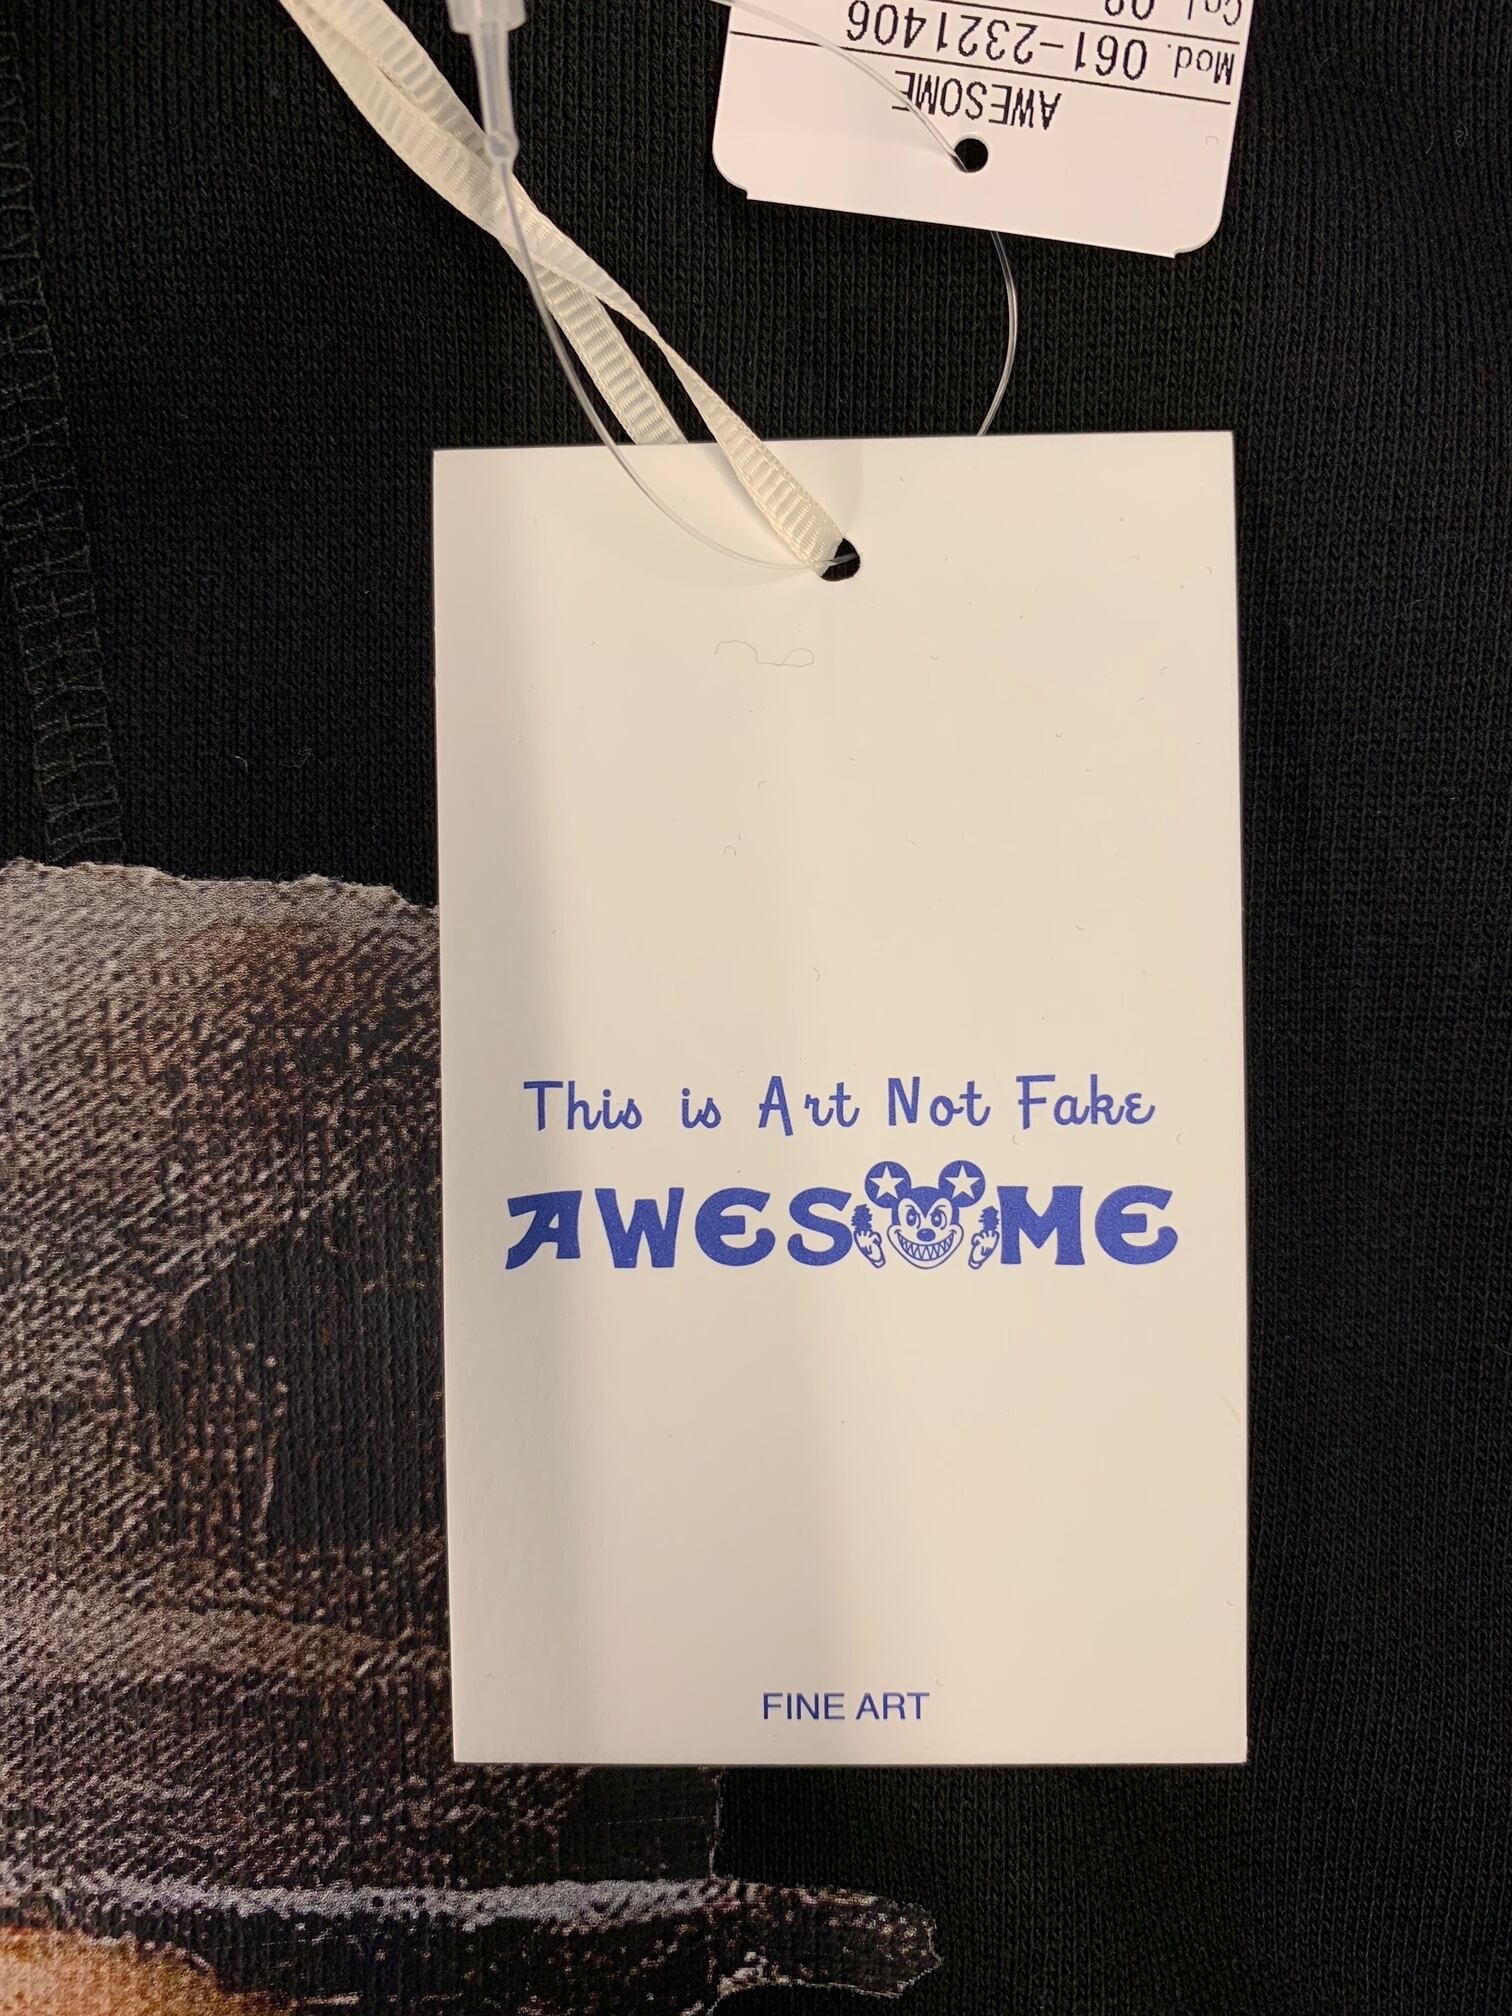 Mod. 061-2321406
AWESOME
This is Art Not Fake
AWESOME
FINE ART